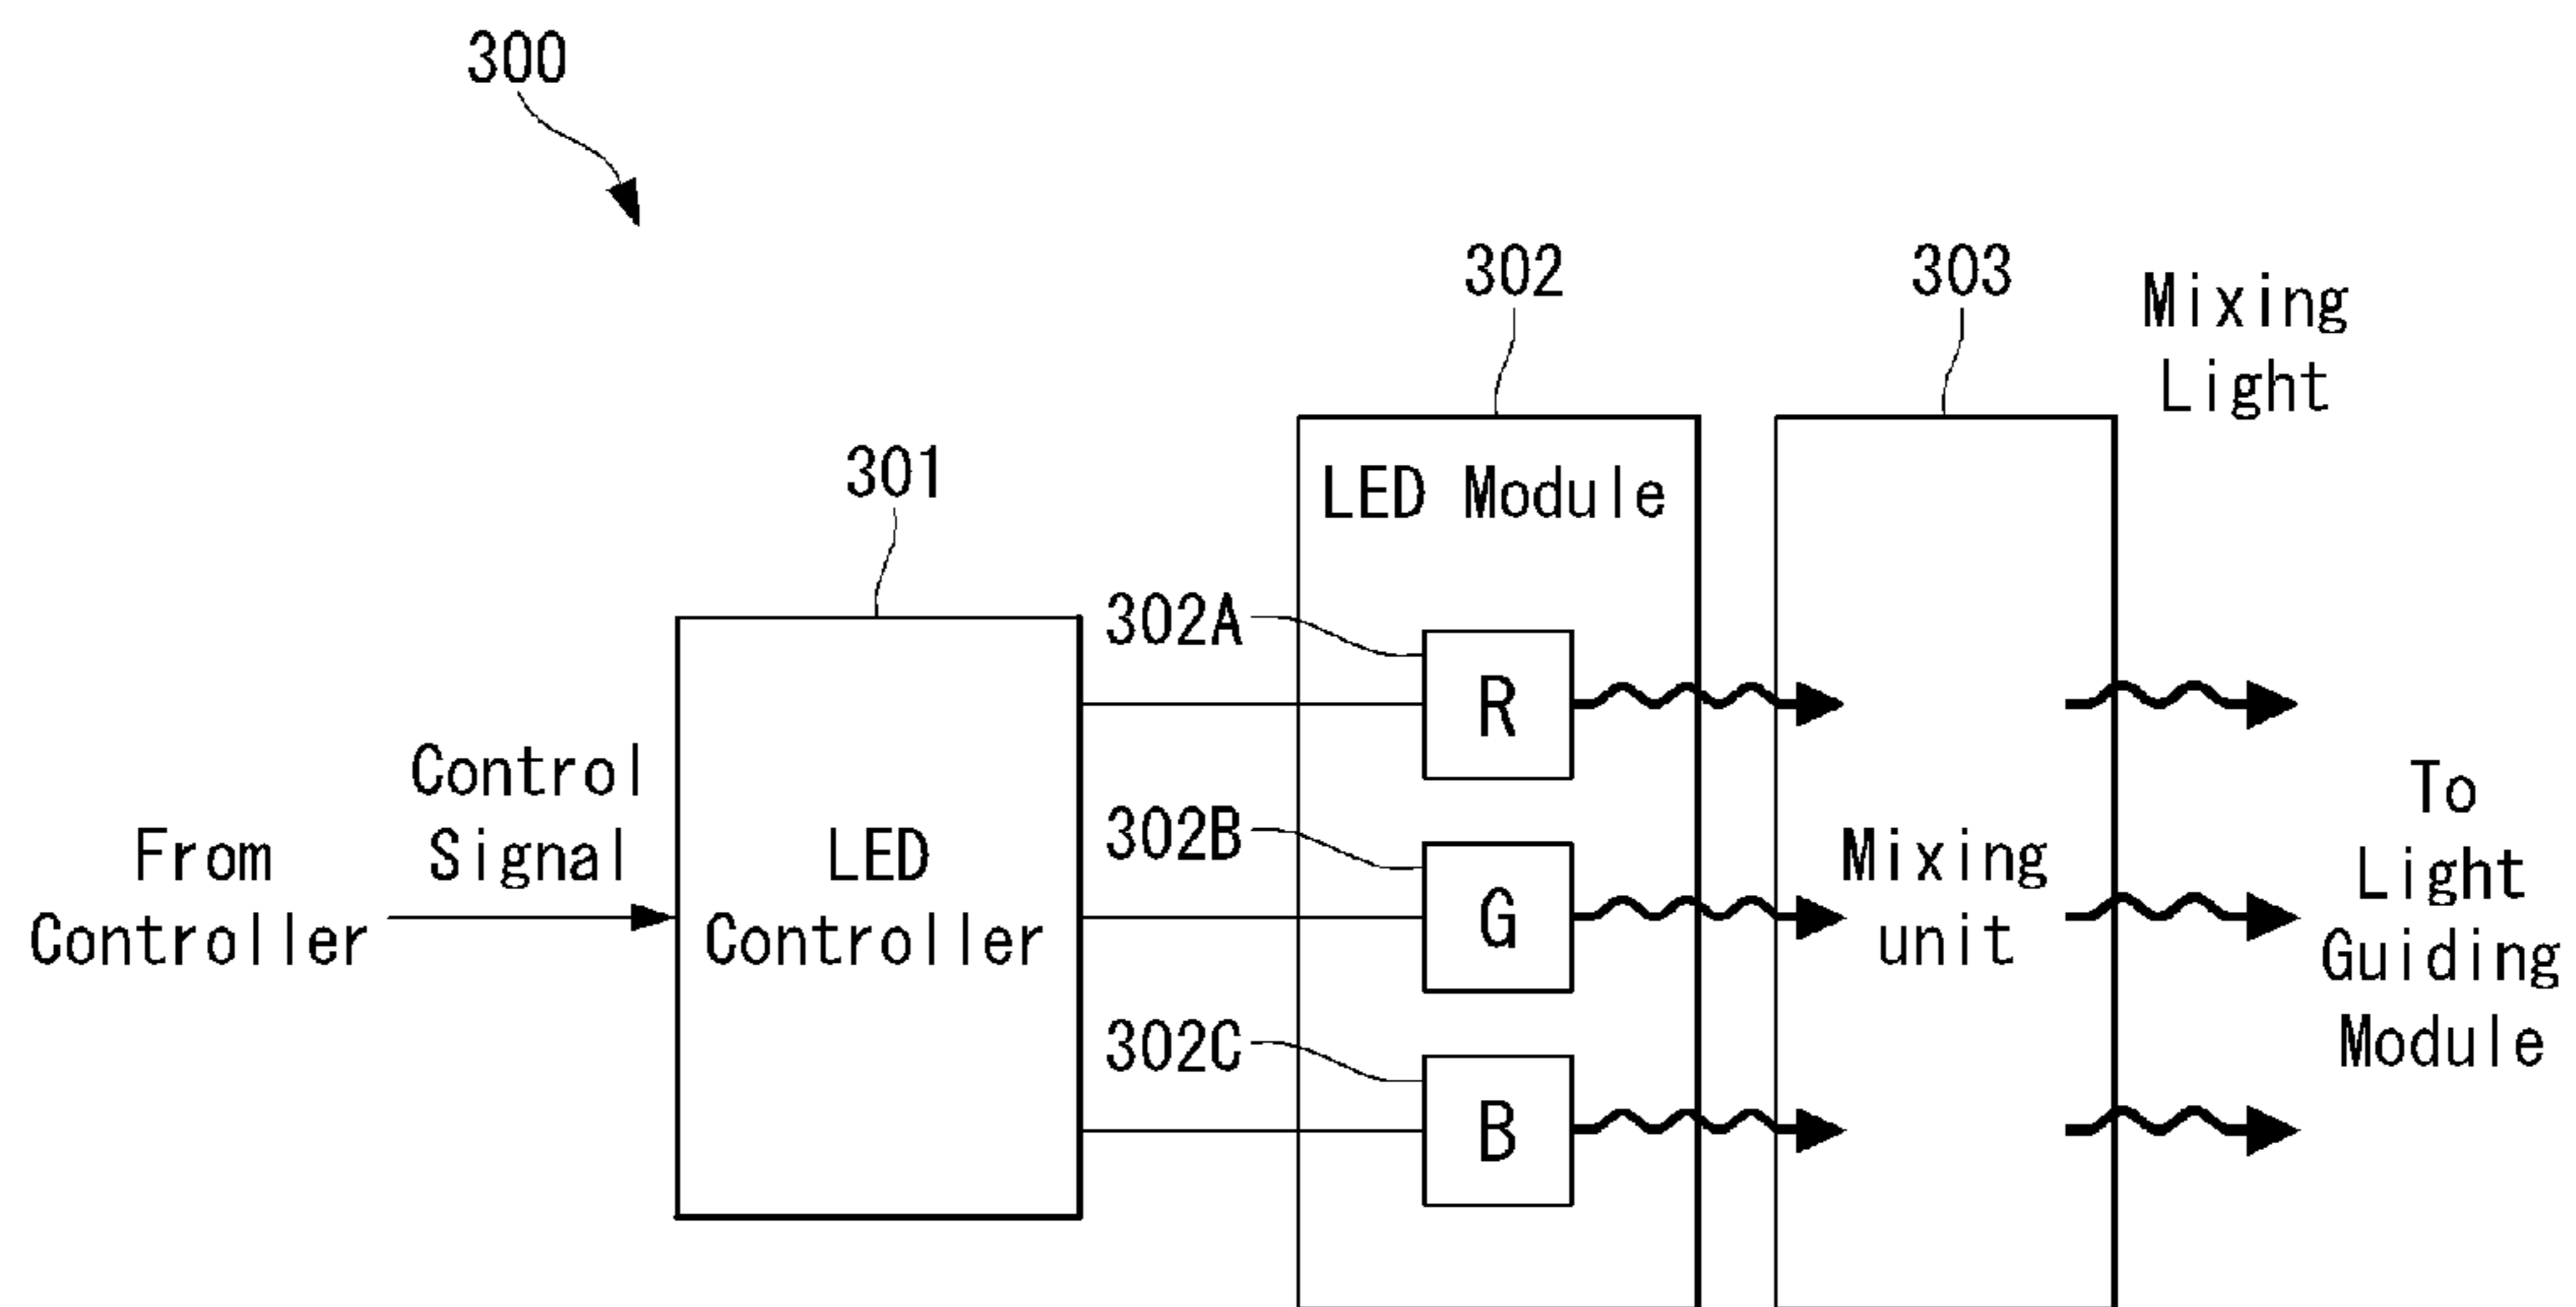 300
302
303
Mixing
Light
301
LED Module
302A
R
Control
Signal
302B
G
From
Controller
LED
Controller
Mixing
unit
To
Light
Guiding
Module
302C
B